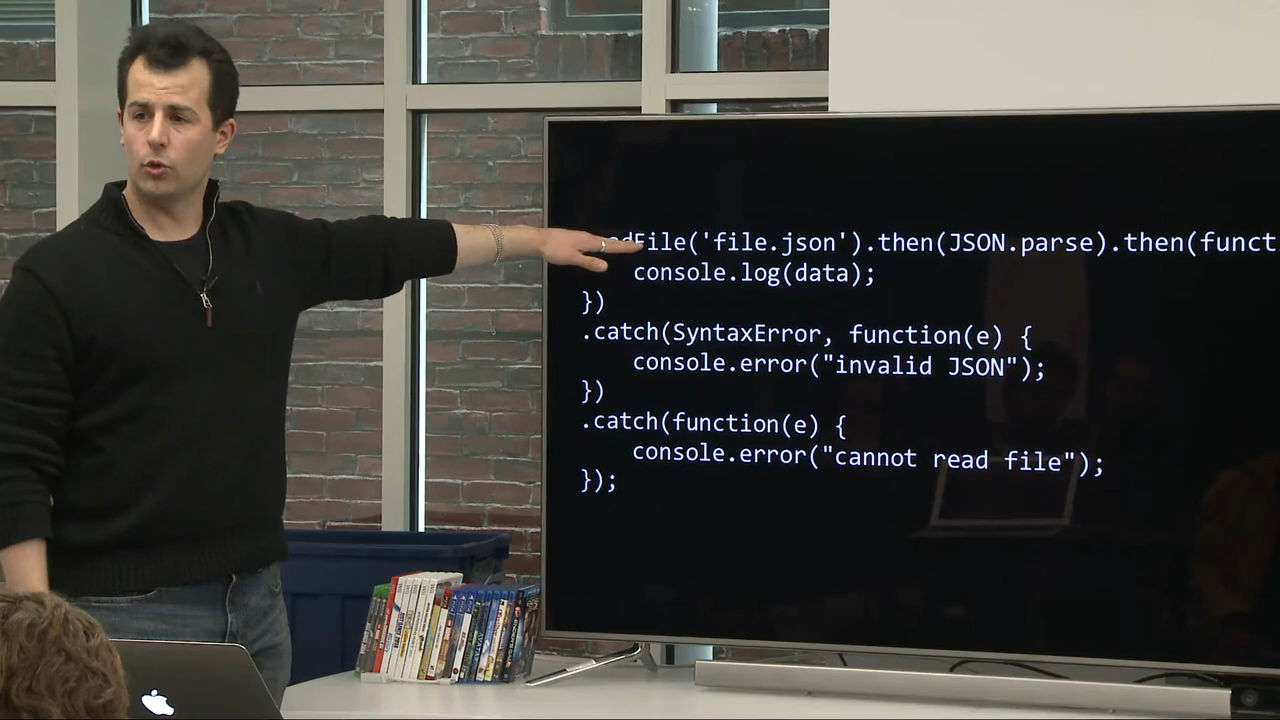 adFile('file.json').then(JSON.parse).then(funct
console.log(data);
})
.catch(SyntaxError, function(e) {
console.error("invalid JSON");
})
.catch(function(e) {
console.error("cannot read file");
});